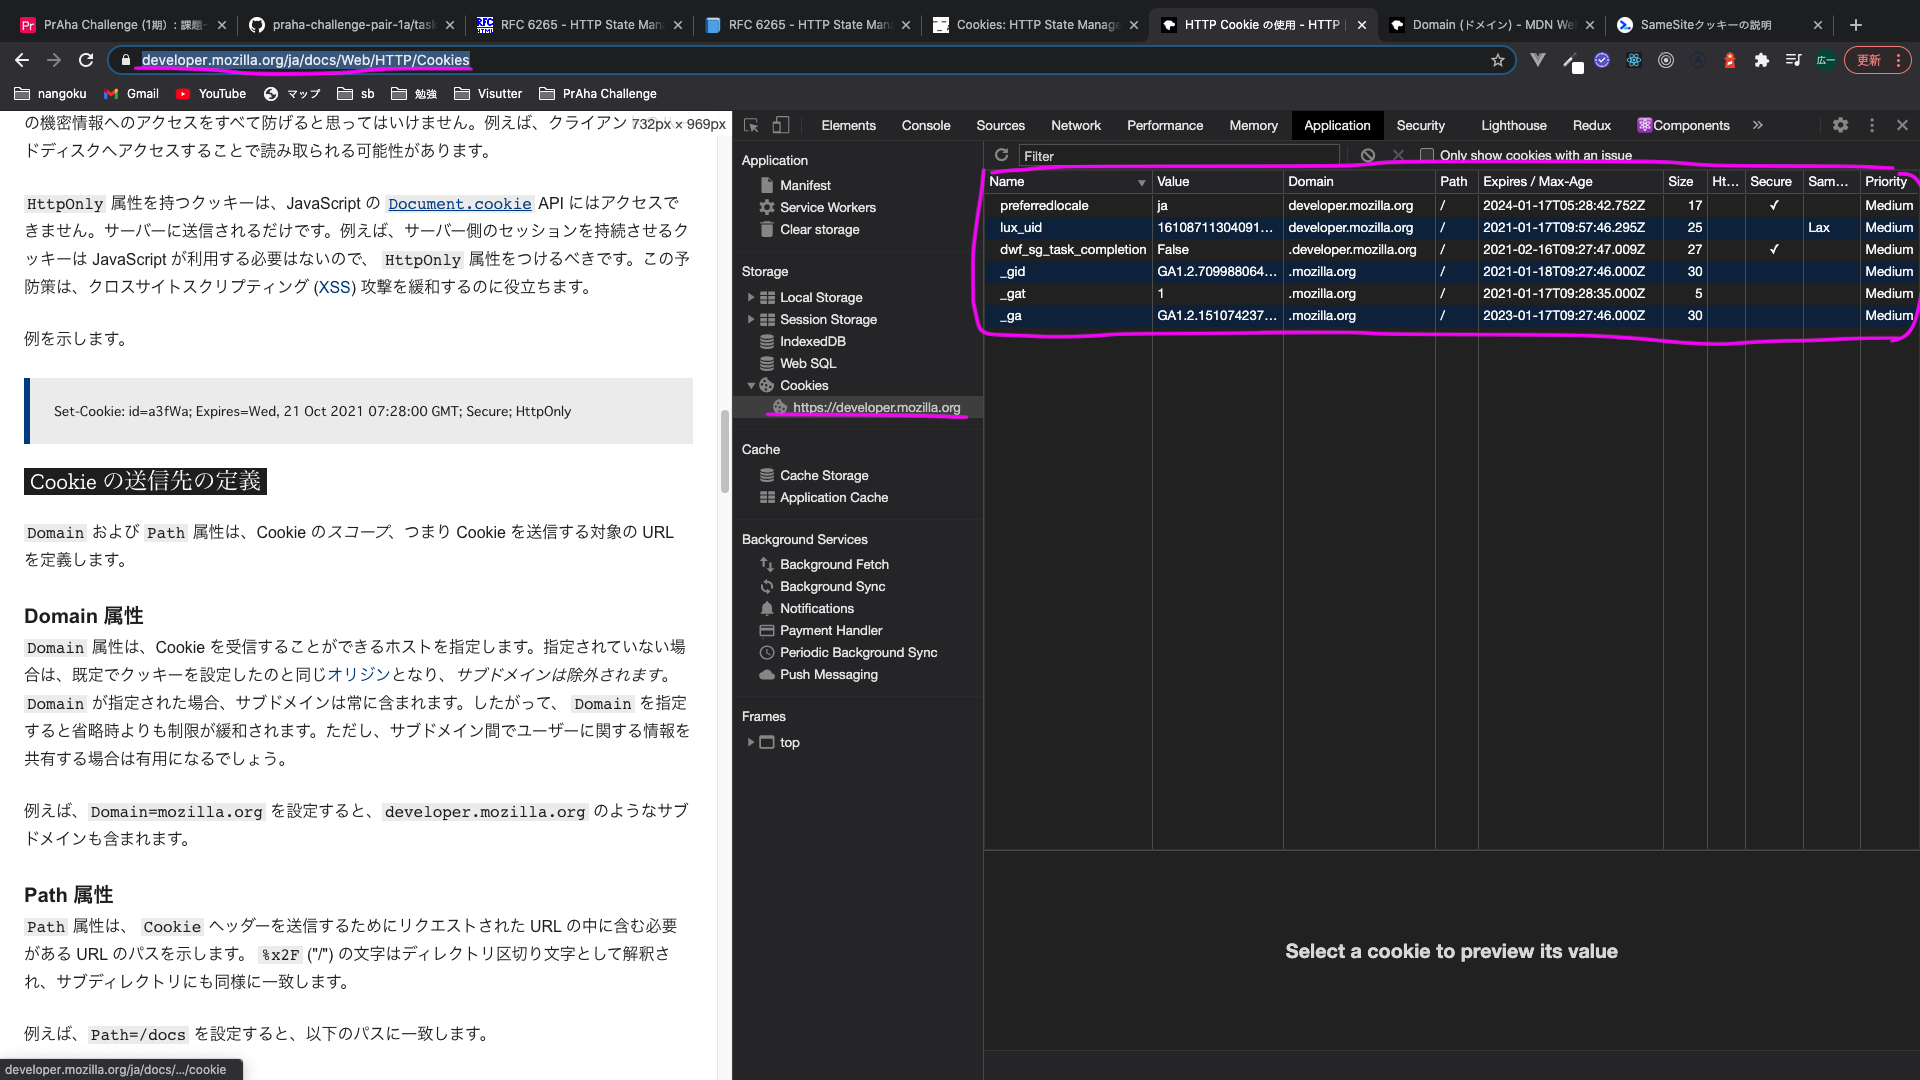 PrAha Challenge (1期) : 課題-
praha-challenge-pair-1a/task
RFC 6265 - HTTP State Man
RFC 6265 - HTTP State Man
Cookies: HTTP State Manage
HTTP Cookie の使用 - HTTP |
Domain (ドメイン) - MDN We
SameSiteクッキーの説明
developer.mozilla.org/ja/docs/Web/HTTP/Cookies
広一
更新
nangoku
Gmail
YouTube
マップ
sb
勉強
Visutter
PrAha Challenge
の機密情報へのアクセスをすべて防げると思ってはいけません。例えば、クライアン
732px × 969px
ドディスクへアクセスすることで読み取られる可能性があります。
HttpOnly 属性を持つクッキーは、JavaScript の Document.cookie API にはアクセスで
きません。サーバーに送信されるだけです。例えば、サーバー側のセッションを持続させるク
ッキーは JavaScript が利用する必要はないので、 HttpOnly 属性をつけるべきです。この予
防策は、クロスサイトスクリプティング (XSS) 攻撃を緩和するのに役立ちます。
例を示します。
Set-Cookie: id=a3fWa; Expires=Wed, 21 Oct 2021 07:28:00 GMT; Secure; HttpOnly
Cookie の送信先の定義
Domain および Path 属性は、Cookie のスコープ、つまり Cookie を送信する対象の URL
を定義します。
Domain 属性
Domain 属性は、Cookie を受信することができるホストを指定します。指定されていない場
合は、既定でクッキーを設定したのと同じオリジンとなり、サブドメインは除外されます。
Domain が指定された場合、サブドメインは常に含まれます。したがって、 Domain を指定
すると省略時よりも制限が緩和されます。ただし、サブドメイン間でユーザーに関する情報を
共有する場合は有用になるでしょう。
例えば、Domain=mozilla.org を設定すると、developer.mozilla.org のようなサブ
ドメインも含まれます。
Path 属性
Path 属性は、 Cookie ヘッダーを送信するためにリクエストされた URL の中に含む必要
がある URL のパスを示します。 %x2F ("/") の文字はディレクトリ区切り文字として解釈さ
れ、サブディレクトリにも同様に一致します。
例えば、Path=/docs を設定すると、以下のパスに一致します。
developer.mozilla.org/ja/docs/.../cookie
Elements
Console
Sources
Network
Performance
Memory
Application
Security
Lighthouse
Redux
Components
Application
Manifest
Service Workers
Clear storage
Storage
Local Storage
Session Storage
IndexedDB
Web SQL
Cookies
https://developer.mozilla.org
Cache
Cache Storage
Application Cache
Background Services
Background Fetch
Background Sync
Notifications
Payment Handler
Periodic Background Sync
Push Messaging
Frames
top
Filter
Only show cookies with an issue
Name Value Domain Path Expires / Max-Age Size Ht... Secure Sam... Priority
preferredlocale ja developer.mozilla.org / 2024-01-17T05:28:42.752Z 17 ✓ Medium
lux_uid 16108711304091... developer.mozilla.org / 2021-01-17T09:57:46.295Z 25 Lax Medium
dwf_sg_task_completion False .developer.mozilla.org / 2021-02-16T09:27:47.009Z 27 ✓ Medium
_gid GA1.2.709988064... .mozilla.org / 2021-01-18T09:27:46.000Z 30 Medium
_gat 1 .mozilla.org / 2021-01-17T09:28:35.000Z 5 Medium
_ga GA1.2.151074237... .mozilla.org / 2023-01-17T09:27:46.000Z 30 Medium
Select a cookie to preview its value